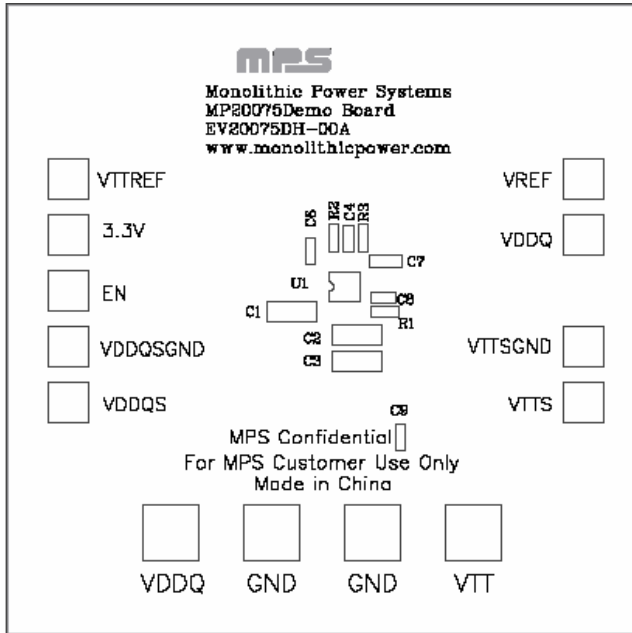 mps
Monolithic Power Systems
MP20075Demo Board
EV20075DH-00A
www.monolithicpower.com
VTTREF
VREF
3.3V
VDDQ
C5
R2
C4
R3
C7
EN
U1
C1
C6
R1
C2
C3
VDDQSGND
VTTSGND
VDDQS
VTTS
C9
MPS Confidential
For MPS Customer Use Only
Made in China
VDDQ
GND
GND
VTT